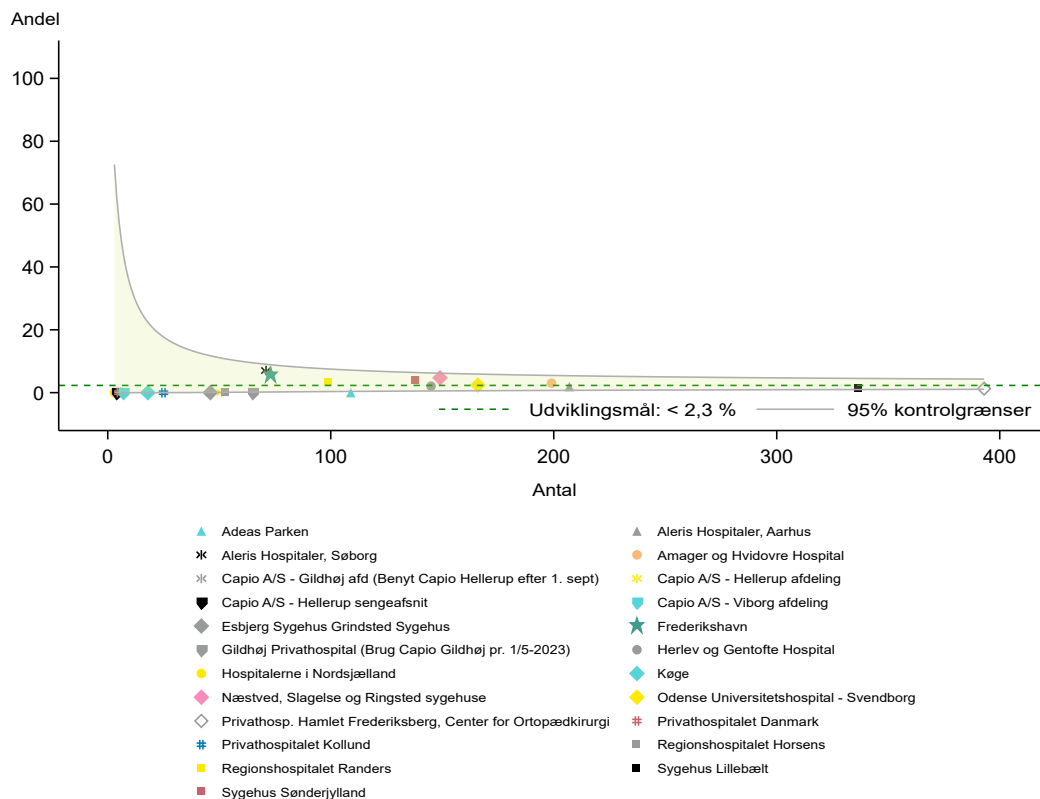 Andel
100
80
60
40
20
0
Udviklingsmål: < 2,3 %
95% kontrolgrænser
0
100
200
300
400
Antal
Adeas Parken
Aleris Hospitaler, Aarhus
Aleris Hospitaler, Søborg
Amager og Hvidovre Hospital
Capio A/S - Gildhøj afd (Benyt Capio Hellerup efter 1. sept)
Capio A/S - Hellerup afdeling
Capio A/S - Hellerup sengeafsnit
Capio A/S - Viborg afdeling
Esbjerg Sygehus Grindsted Sygehus
Frederikshavn
Gildhøj Privathospital (Brug Capio Gildhøj pr. 1/5-2023)
Herlev og Gentofte Hospital
Hospitalerne i Nordsjælland
Køge
Næstved, Slagelse og Ringsted sygehuse
Odense Universitetshospital - Svendborg
Privathosp. Hamlet Frederiksberg, Center for Ortopædkirurgi
Privathospitalet Danmark
Privathospitalet Kollund
Regionshospitalet Horsens
Regionshospitalet Randers
Sygehus Lillebælt
Sygehus Sønderjylland